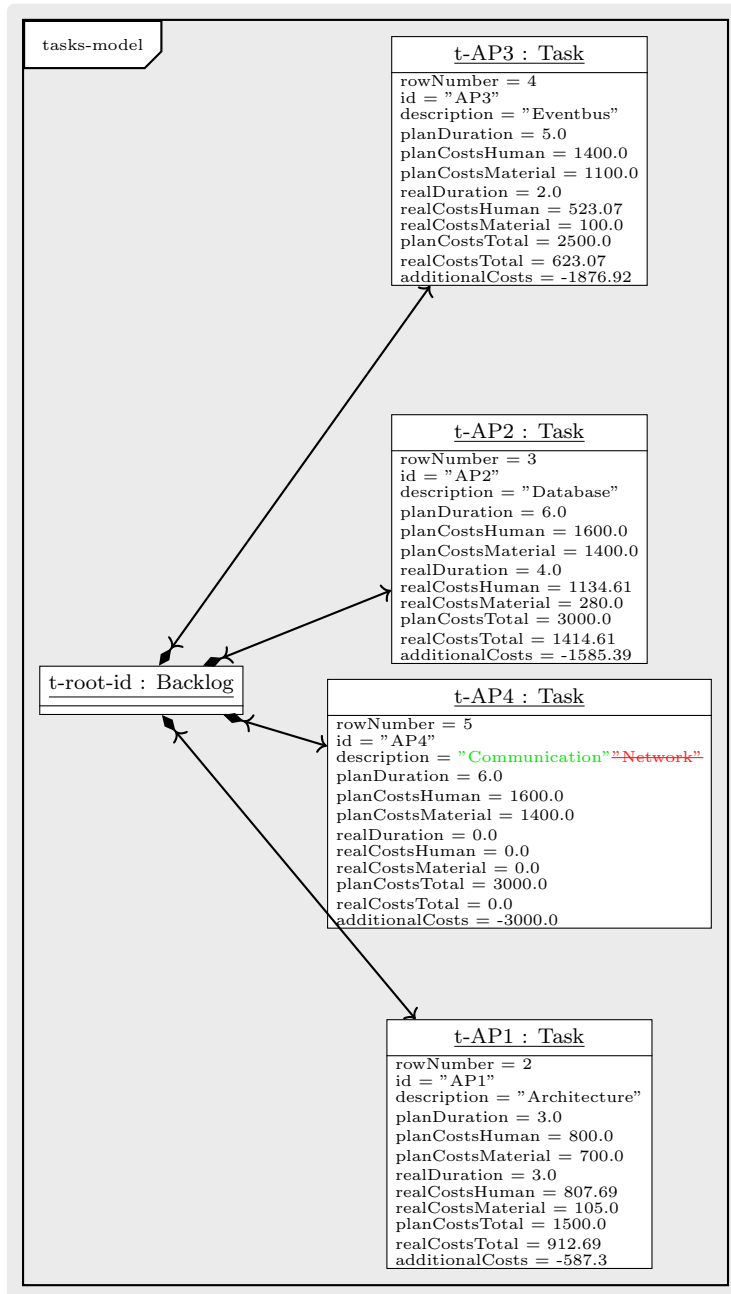 tasks-model
t-AP3 : Task
rowNumber = 4
id = ”AP3”
description = ”Eventbus”
planDuration = 5.0
planCostsHuman = 1400.0
planCostsMaterial = 1100.0
realDuration = 2.0
realCostsHuman = 523.07
realCostsMaterial = 100.0
planCostsTotal = 2500.0
realCostsTotal = 623.07
additionalCosts = -1876.92
t-AP2 : Task
rowNumber = 3
id = ”AP2”
description = ”Database”
planDuration = 6.0
planCostsHuman = 1600.0
planCostsMaterial = 1400.0
realDuration = 4.0
realCostsHuman = 1134.61
realCostsMaterial = 280.0
planCostsTotal = 3000.0
realCostsTotal = 1414.61
additionalCosts = -1585.39
t-root-id : Backlog
t-AP4 : Task
rowNumber = 5
id = ”AP4”
description = ”Communication””Network”
planDuration = 6.0
planCostsHuman = 1600.0
planCostsMaterial = 1400.0
realDuration = 0.0
realCostsHuman = 0.0
realCostsMaterial = 0.0
planCostsTotal = 3000.0
realCostsTotal = 0.0
additionalCosts = -3000.0
t-AP1 : Task
rowNumber = 2
id = ”AP1”
description = ”Architecture”
planDuration = 3.0
planCostsHuman = 800.0
planCostsMaterial = 700.0
realDuration = 3.0
realCostsHuman = 807.69
realCostsMaterial = 105.0
planCostsTotal = 1500.0
realCostsTotal = 912.69
additionalCosts = -587.3